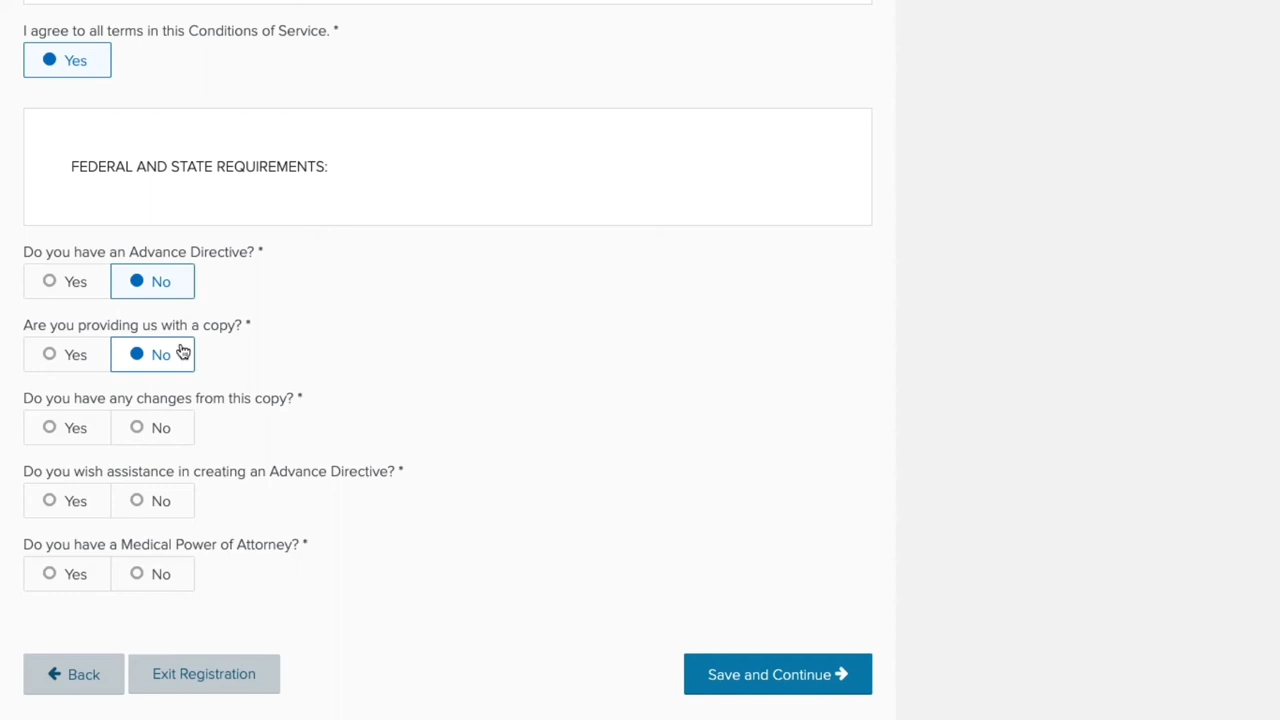 I agree to all terms in this Conditions of Service. *
Yes
FEDERAL AND STATE REQUIREMENTS:
Do you have an Advance Directive? *
Yes No
Are you providing us with a copy? *
Yes No
Do you have any changes from this copy? *
Yes No
Do you wish assistance in creating an Advance Directive? *
Yes No
Do you have a Medical Power of Attorney? *
Yes No
Back Exit Registration Save and Continue